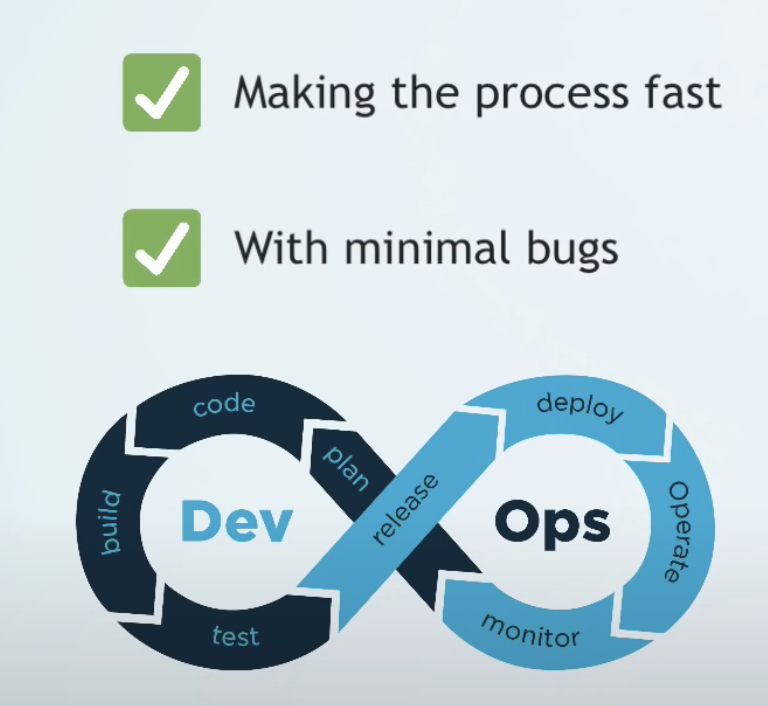 Making the process fast
With minimal bugs
code
deploy
plan
build
Dev
release
Ops
Operate
test
monitor